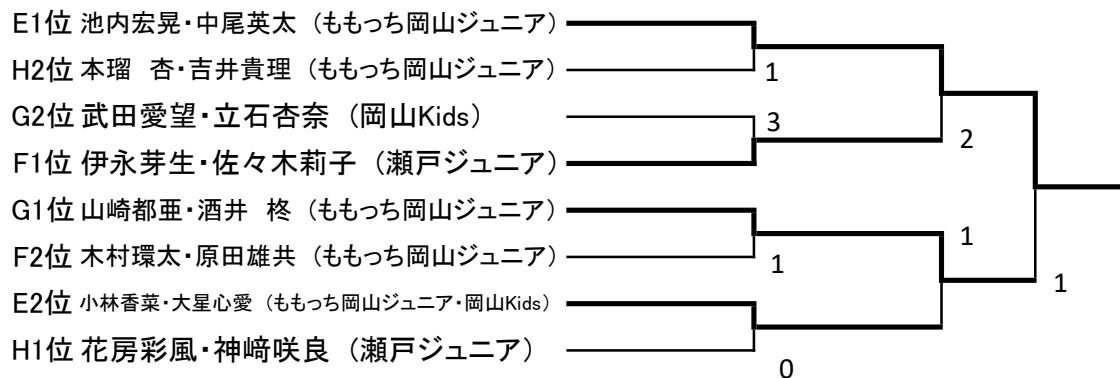 E1位 池内宏晃・中尾英太 (ももっち岡山ジュニア)
H2位 本瑠　杏・吉井貴理 (ももっち岡山ジュニア)
1
G2位 武田愛望・立石杏奈 (岡山Kids)
3
2
F1位 伊永芽生・佐々木莉子 (瀬戸ジュニア)
G1位 山崎都亜・酒井　柊 (ももっち岡山ジュニア)
1
F2位 木村環太・原田雄共 (ももっち岡山ジュニア)
1
1
E2位 小林香菜・大星心愛 (ももっち岡山ジュニア・岡山Kids)
H1位 花房彩風・神﨑咲良 (瀬戸ジュニア)
0